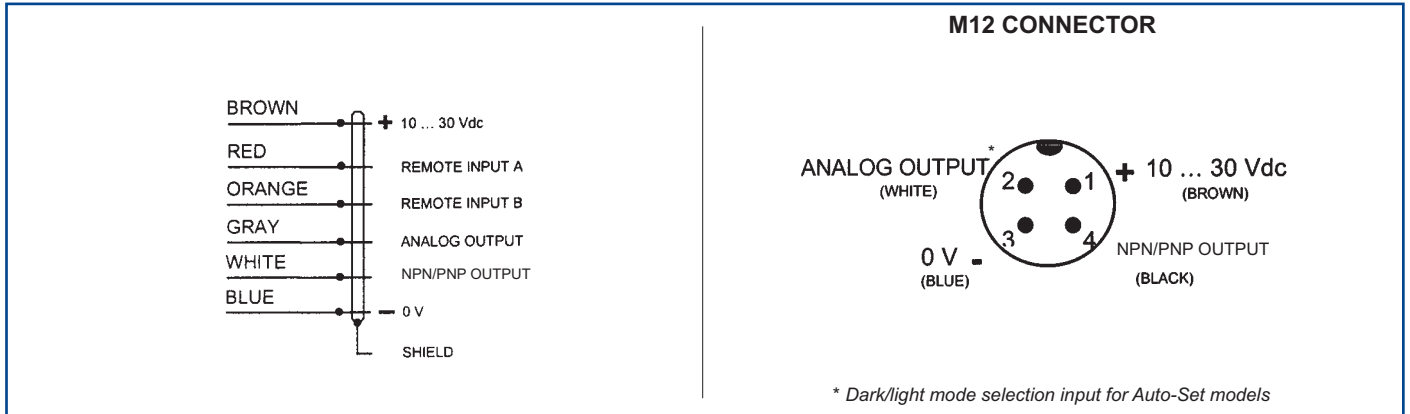 BROWN
+ 10 ... 30 Vdc
RED
REMOTE INPUT A
ORANGE
REMOTE INPUT B
GRAY
ANALOG OUTPUT
WHITE
NPN/PNP OUTPUT
BLUE
- 0 V
SHIELD
M12 CONNECTOR
ANALOG OUTPUT*
(WHITE)
2
1
+ 10 ... 30 Vdc
(BROWN)
3
4
0 V -
(BLUE)
NPN/PNP OUTPUT
(BLACK)
* Dark/light mode selection input for Auto-Set models